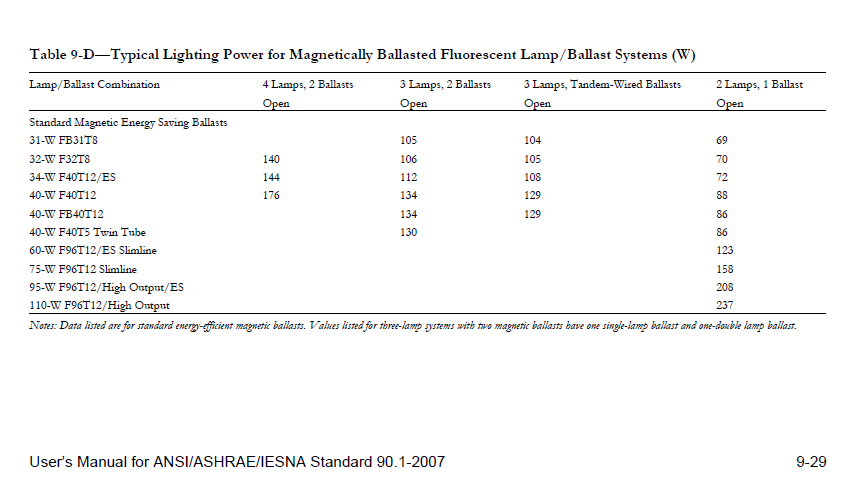 Table 9-D—Typical Lighting Power for Magnetically Ballasted Fluorescent Lamp/Ballast Systems (W)
Lamp/Ballast Combination 4 Lamps, 2 Ballasts 3 Lamps, 2 Ballasts 3 Lamps, Tandem-Wired Ballasts 2 Lamps, 1 Ballast
Open Open Open Open
Standard Magnetic Energy Saving Ballasts
31-W FB31T8 105 104 69
32-W F32T8 140 106 105 70
34-W F40T12/ES 144 112 108 72
40-W F40T12 176 134 129 88
40-W FB40T12 134 129 86
40-W F40T5 Twin Tube 130 86
60-W F96T12/ES Slimline 123
75-W F96T12 Slimline 158
95-W F96T12/High Output/ES 208
110-W F96T12/High Output 237
Notes: Data listed are for standard energy-efficient magnetic ballasts. Values listed for three-lamp systems with two magnetic ballasts have one single-lamp ballast and one-double lamp ballast.
User's Manual for ANSI/ASHRAE/IESNA Standard 90.1-2007 9-29